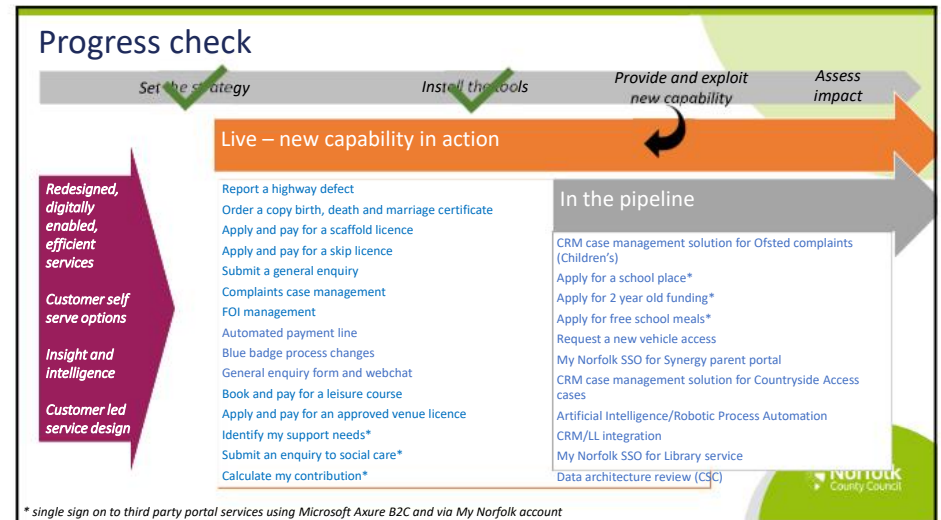 Progress check
Set the strategy
Install the tools
Provide and exploit
new capability
Assess
impact
Live – new capability in action
Redesigned,
digitally
enabled,
efficient
services
Customer self
serve options
Insight and
intelligence
Customer led
service design
Report a highway defect
Order a copy birth, death and marriage certificate
Apply and pay for a scaffold licence
Apply and pay for a skip licence
Submit a general enquiry
Complaints case management
FOI management
Automated payment line
Blue badge process changes
General enquiry form and webchat
Book and pay for a leisure course
Apply and pay for an approved venue licence
Identify my support needs*
Submit an enquiry to social care*
Calculate my contribution*
In the pipeline
CRM case management solution for Ofsted complaints
(Children's)
Apply for a school place*
Apply for 2 year old funding*
Apply for free school meals*
Request a new vehicle access
My Norfolk SSO for Synergy parent portal
CRM case management solution for Countryside Access
cases
Artificial Intelligence/Robotic Process Automation
CRM/LL integration
My Norfolk SSO for Library service
Data architecture review (CSC)
Norfolk
County Council
* single sign on to third party portal services using Microsoft Axure B2C and via My Norfolk account